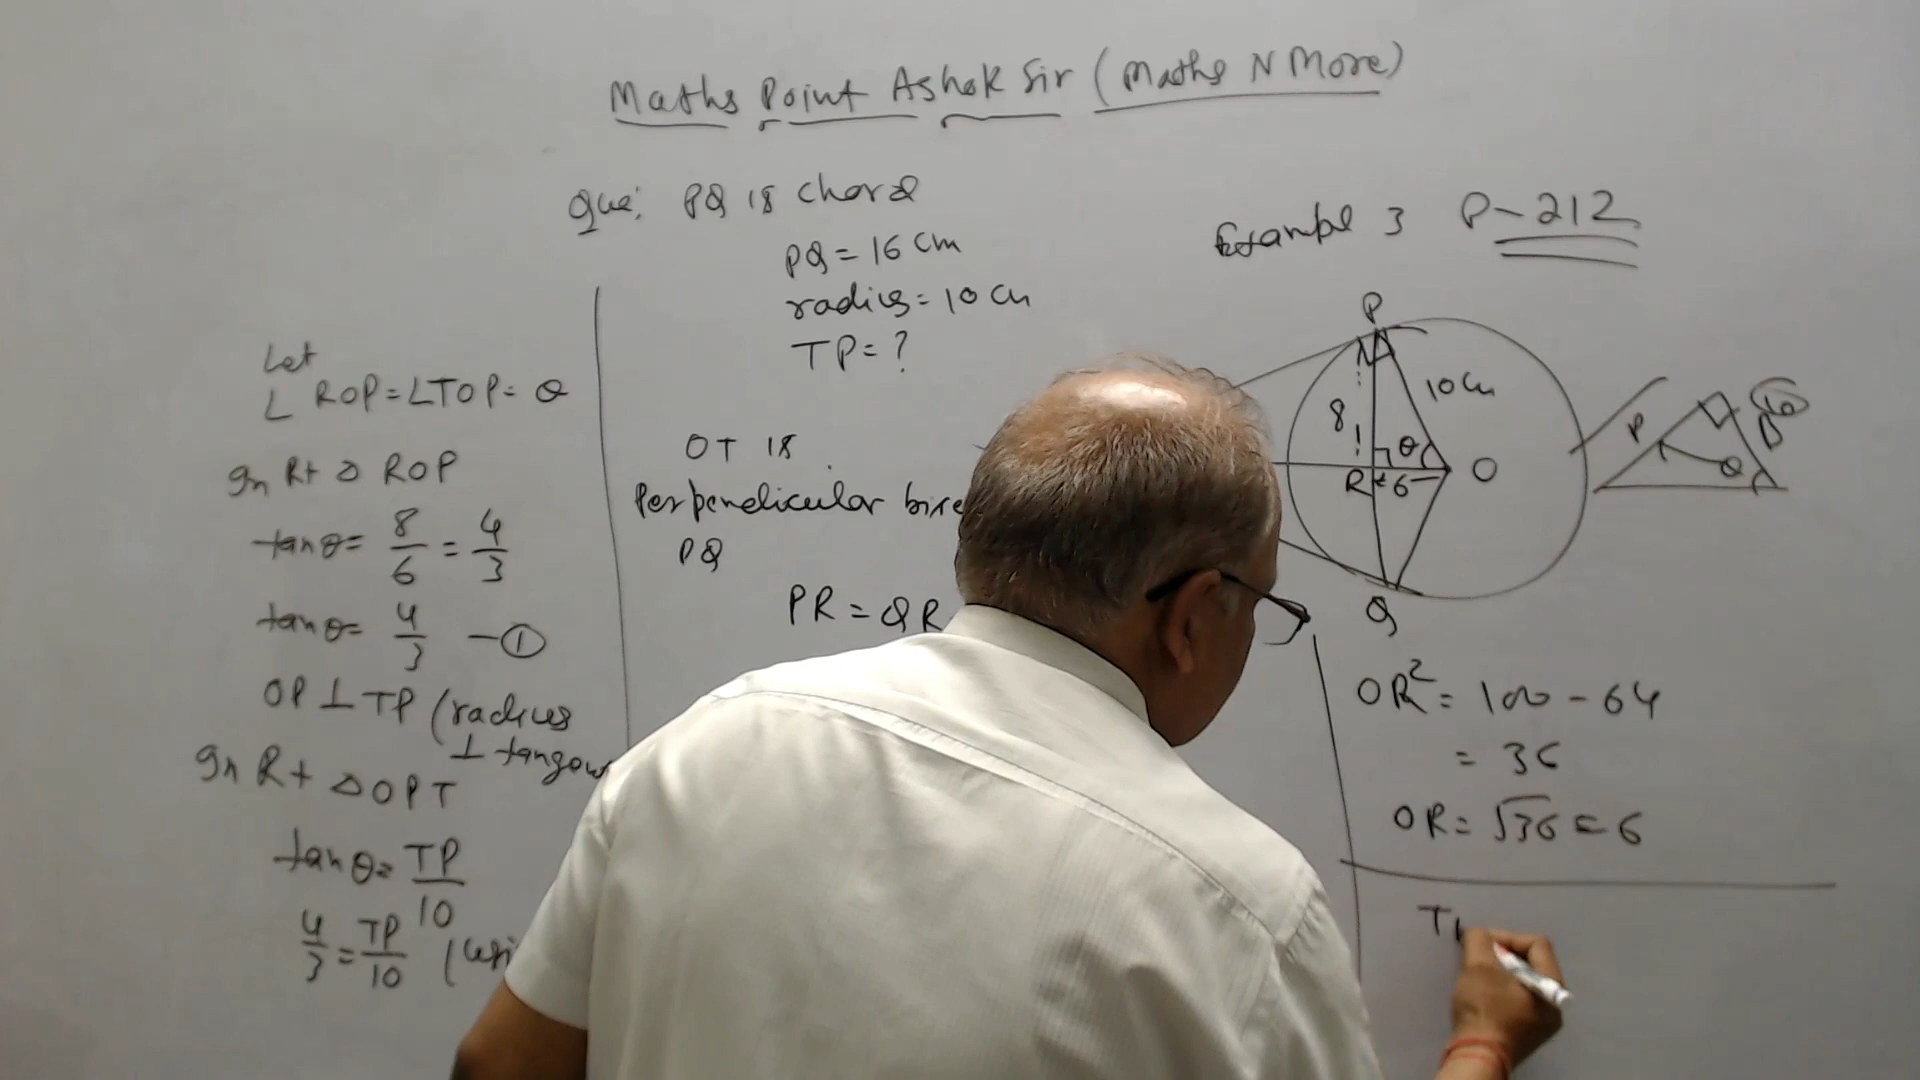 Maths Point Ashok Sir (Maths N More)
Que: PQ is chord
PQ = 16 cm
radius = 10 cm
TP = ?
Example 3 P-212
Let
∠ ROP = ∠TOP = θ
In Rt △ ROP
tanθ = 8/6 = 4/3
tanθ = 4/3 - ①
OP ⊥ TP (radius
⊥
In Rt △OPT
tanθ = TP/10
4/3 = TP/10
OT is
Perpendicular
PQ
PR = QR
P
10 cm
8
θ
R
6
O
Q
P
θ
OR² = 100 - 64
= 36
OR = √36 = 6